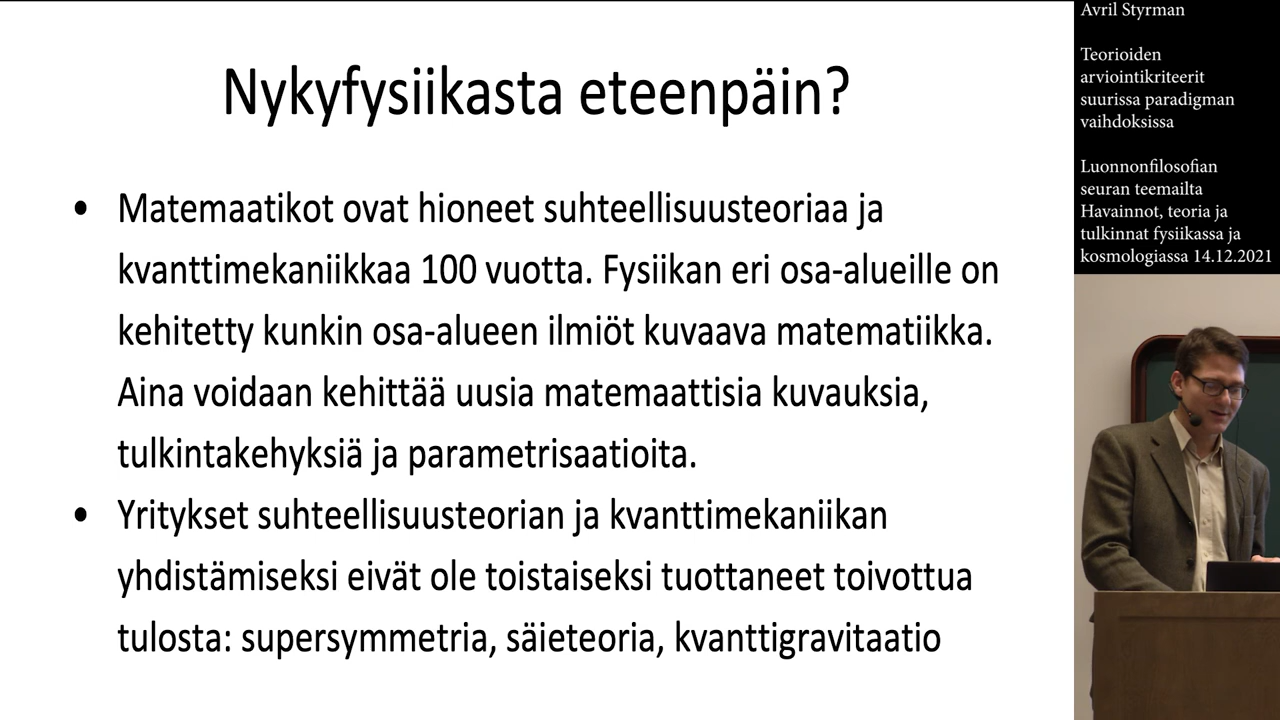 Nykyfysiikasta eteenpäin?
• Matemaatikot ovat hioneet suhteellisuusteoriaa ja
kvanttimekaniikkaa 100 vuotta. Fysiikan eri osa-alueille on
kehitetty kunkin osa-alueen ilmiöt kuvaava matematiikka.
Aina voidaan kehittää uusia matemaattisia kuvauksia,
tulkintakehyksiä ja parametrisaatioita.
• Yritykset suhteellisuusteorian ja kvanttimekaniikan
yhdistämiseksi eivät ole toistaiseksi tuottaneet toivottua
tulosta: supersymmetria, säieteoria, kvanttigravitaatio
Avril Styrman
Teorioiden
arviointikriteerit
suurissa paradigman
vaihdoksissa
Luonnonfilosofian
seuran teemailta
Havainnot, teoria ja
tulkinnat fysiikassa ja
kosmologiassa 14.12.2021